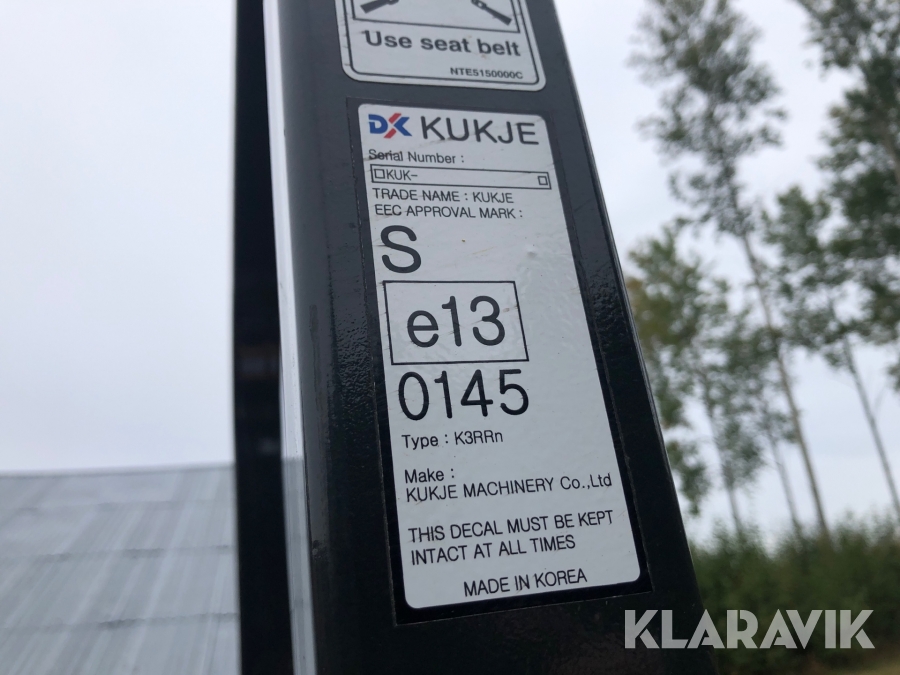 Use seat belt
NTE5150000C
DK KUKJE
Serial Number :
□KUK- □
TRADE NAME : KUKJE
EEC APPROVAL MARK :
S
e13
0145
Type : K3RRn
Make :
KUKJE MACHINERY Co.,Ltd
THIS DECAL MUST BE KEPT
INTACT AT ALL TIMES
MADE IN KOREA
KLARAVIK